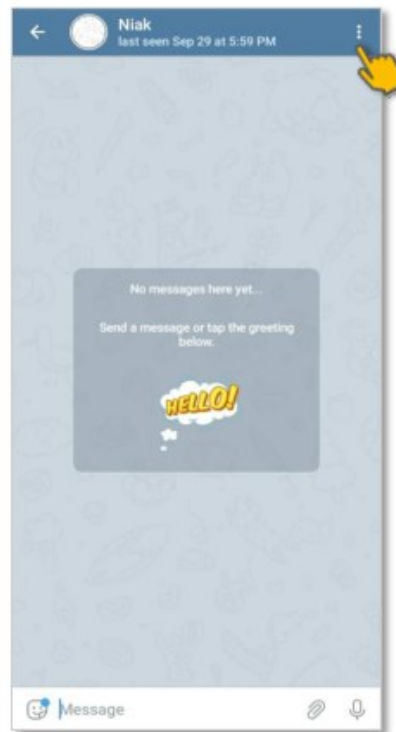 Niak
last seen Sep 29 at 5:59 PM
No messages here yet...
Send a message or tap the greeting
below.
HELLO!
Message